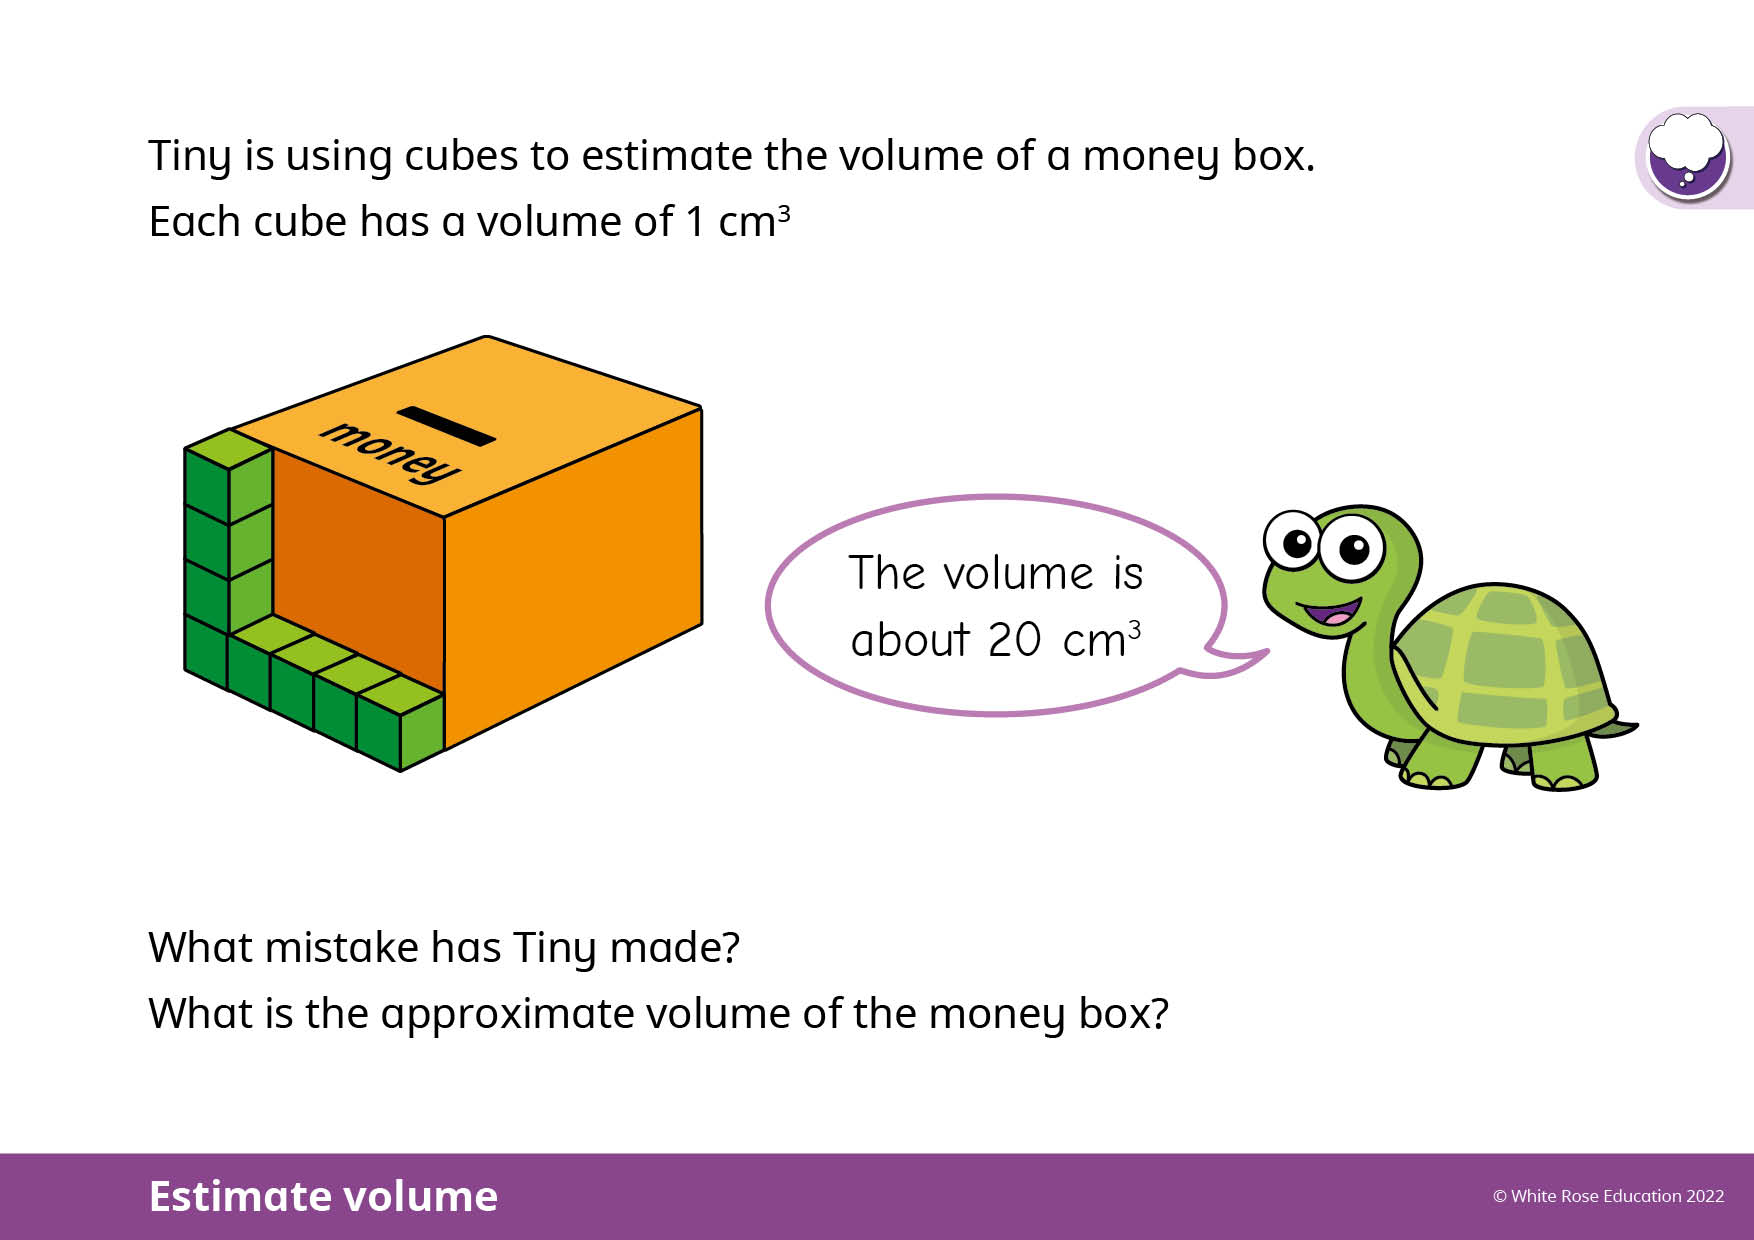 Tiny is using cubes to estimate the volume of a money box.
Each cube has a volume of 1 cm³
money
The volume is
about 20 cm³
What mistake has Tiny made?
What is the approximate volume of the money box?
Estimate volume
© White Rose Education 2022